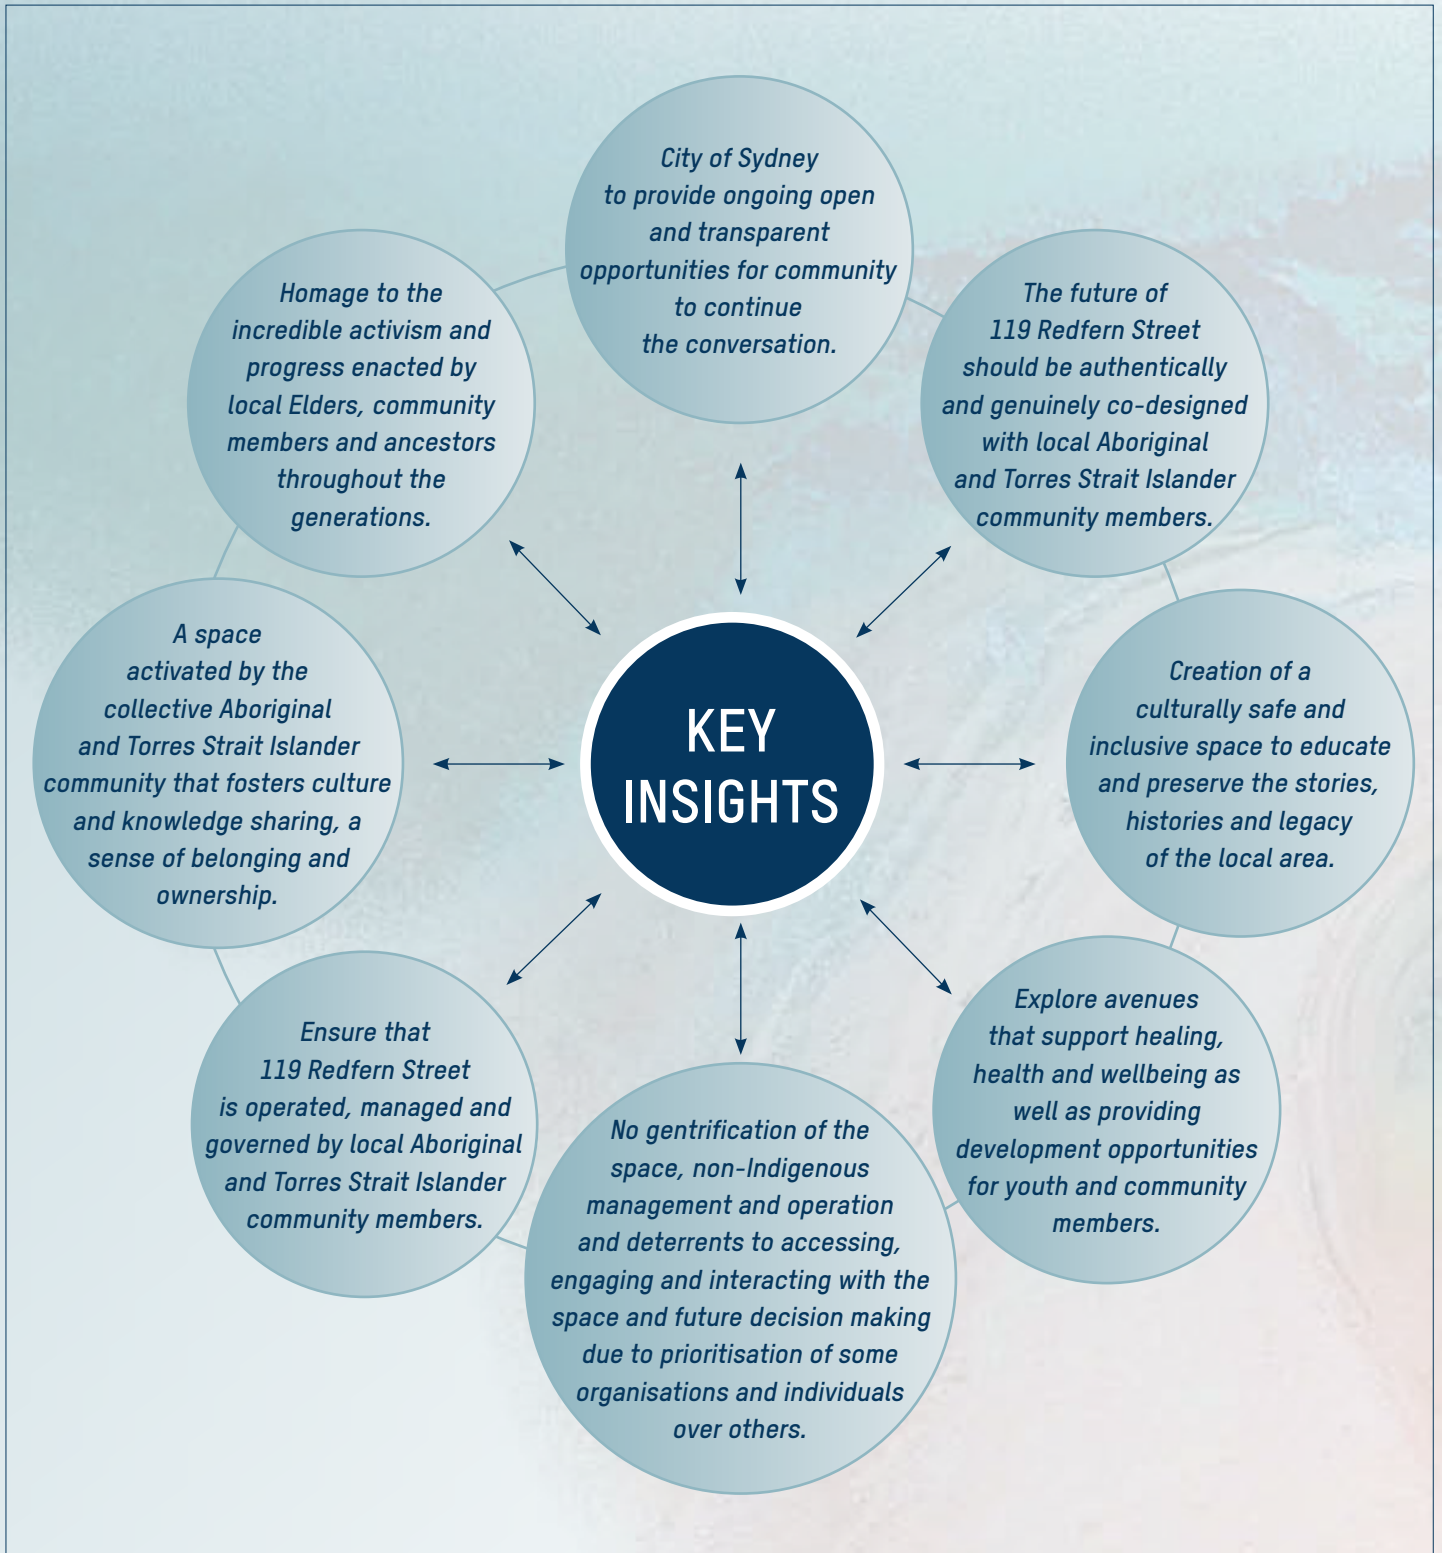 City of Sydney
to provide ongoing open
and transparent
opportunities for community
to continue
the conversation.
The future of
119 Redfern Street
should be authentically
and genuinely co-designed
with local Aboriginal
and Torres Strait Islander
community members.
Creation of a
culturally safe and
inclusive space to educate
and preserve the stories,
histories and legacy
of the local area.
Explore avenues
that support healing,
health and wellbeing as
well as providing
development opportunities
for youth and community
members.
No gentrification of the
space, non-Indigenous
management and operation
and deterrents to accessing,
engaging and interacting with the
space and future decision making
due to prioritisation of some
organisations and individuals
over others.
Ensure that
119 Redfern Street
is operated, managed and
governed by local Aboriginal
and Torres Strait Islander
community members.
A space
activated by the
collective Aboriginal
and Torres Strait Islander
community that fosters culture
and knowledge sharing, a
sense of belonging and
ownership.
Homage to the
incredible activism and
progress enacted by
local Elders, community
members and ancestors
throughout the
generations.
KEY
INSIGHTS